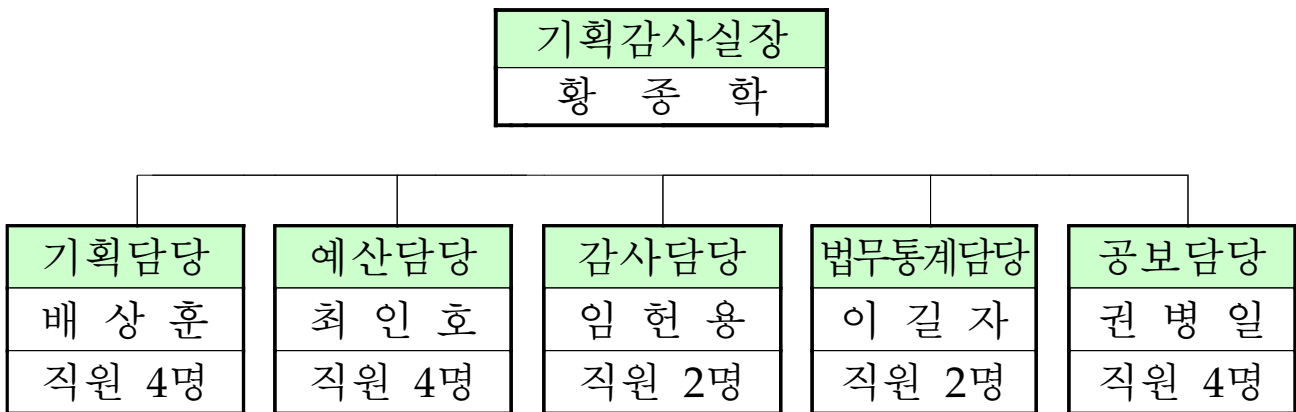 기획감사실장
황 종 학
기획담당 예산담당 감사담당 법무통계담당 공보담당
배 상 훈 최 인 호 임 헌 용 이 길 자 권 병 일
직원 4명 직원 4명 직원 2명 직원 2명 직원 4명